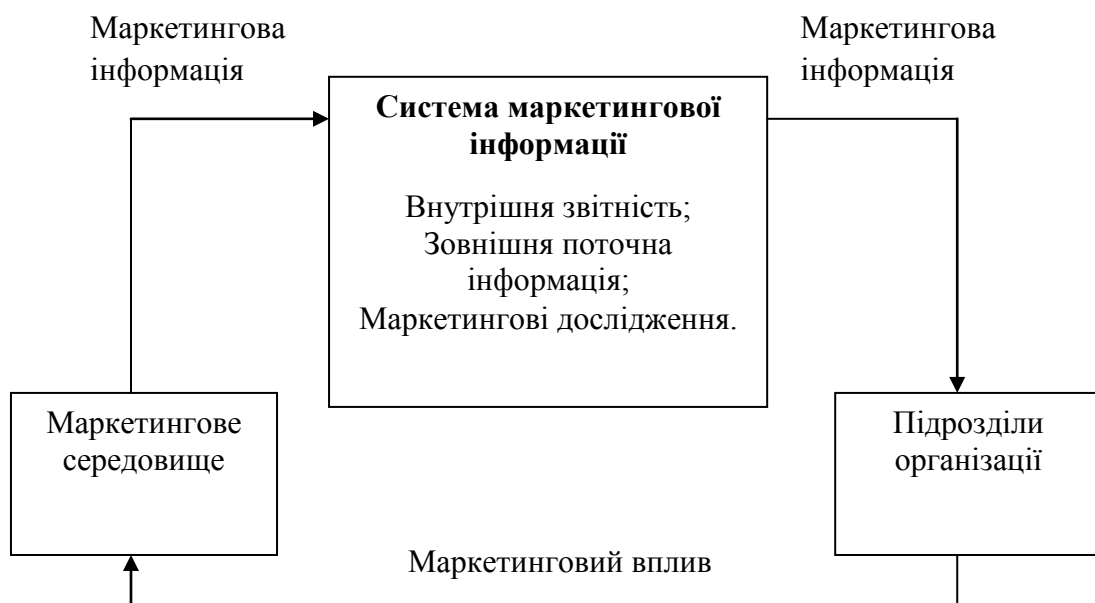 Маркетингова
інформація
Маркетингова
інформація
Система маркетингової
інформації
Внутрішня звітність;
Зовнішня поточна
інформація;
Маркетингові дослідження.
Маркетингове
середовище
Підрозділи
організації
Маркетинговий вплив